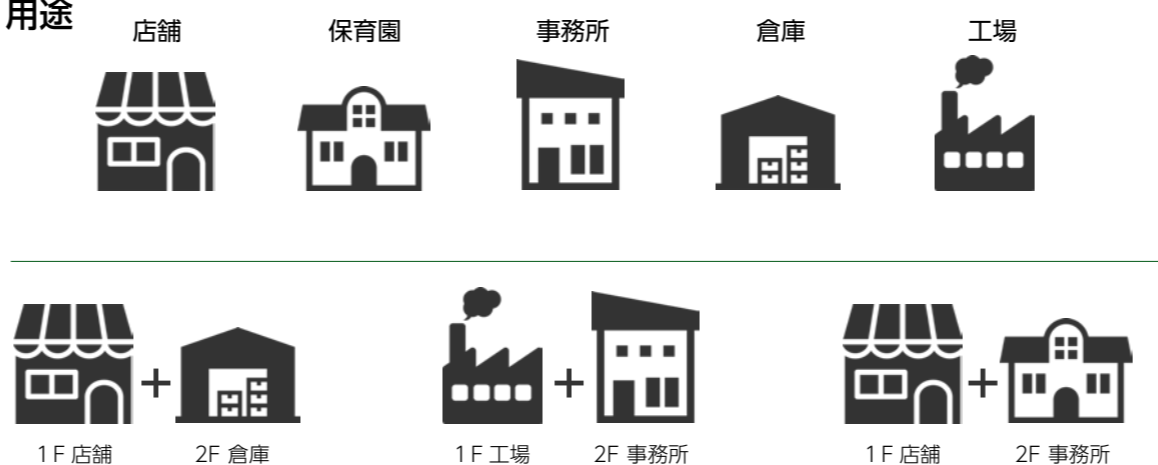 用途
店舗
保育園
事務所
倉庫
工場
1F 店舗
2F 倉庫
1F 工場
2F 事務所
1F 店舗
2F 事務所